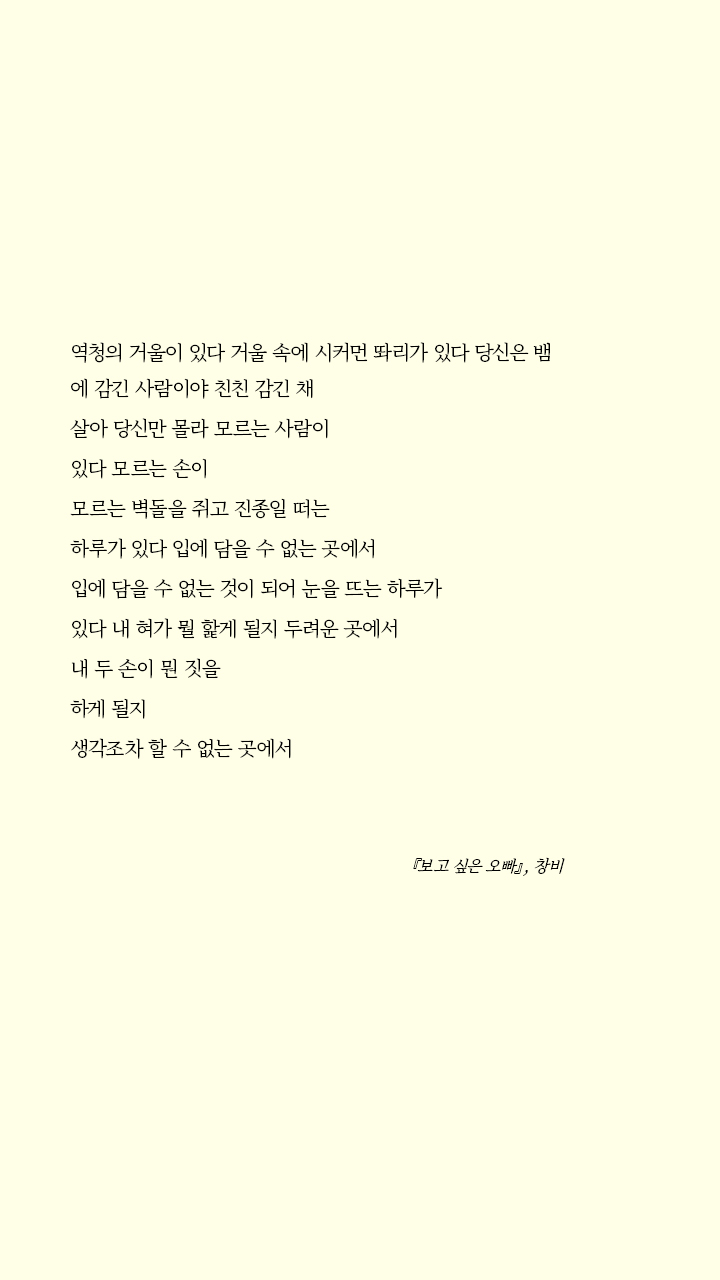 역청의 거울이 있다 거울 속에 시커먼 똬리가 있다 당신은 뱀
에 감긴 사람이야 친친 감긴 채
살아 당신만 몰라 모르는 사람이
있다 모르는 손이
모르는 벽돌을 쥐고 진종일 떠는
하루가 있다 입에 담을 수 없는 곳에서
입에 담을 수 없는 것이 되어 눈을 뜨는 하루가
있다 내 혀가 뭘 핥게 될지 두려운 곳에서
내 두 손이 뭔 짓을
하게 될지
생각조차 할 수 없는 곳에서
『보고 싶은 오빠』, 창비